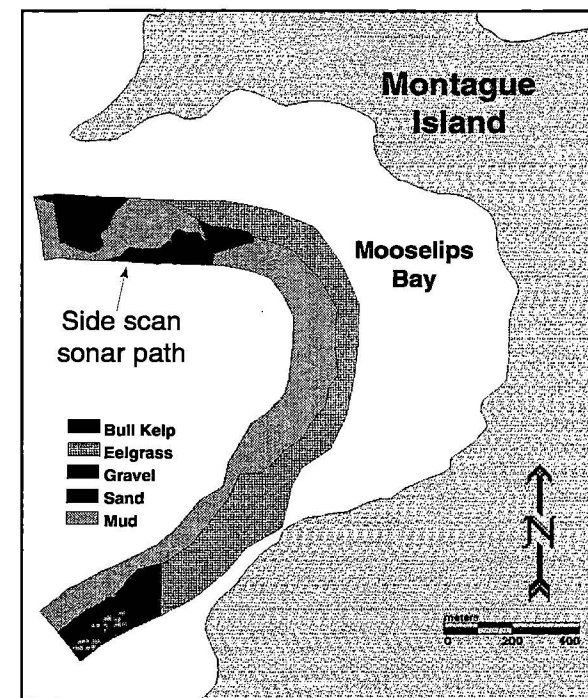 Montague
Island
Mooselips
Bay
Side scan
sonar path
Bull Kelp
Eelgrass
Gravel
Sand
Mud
N
meters
0 200 400